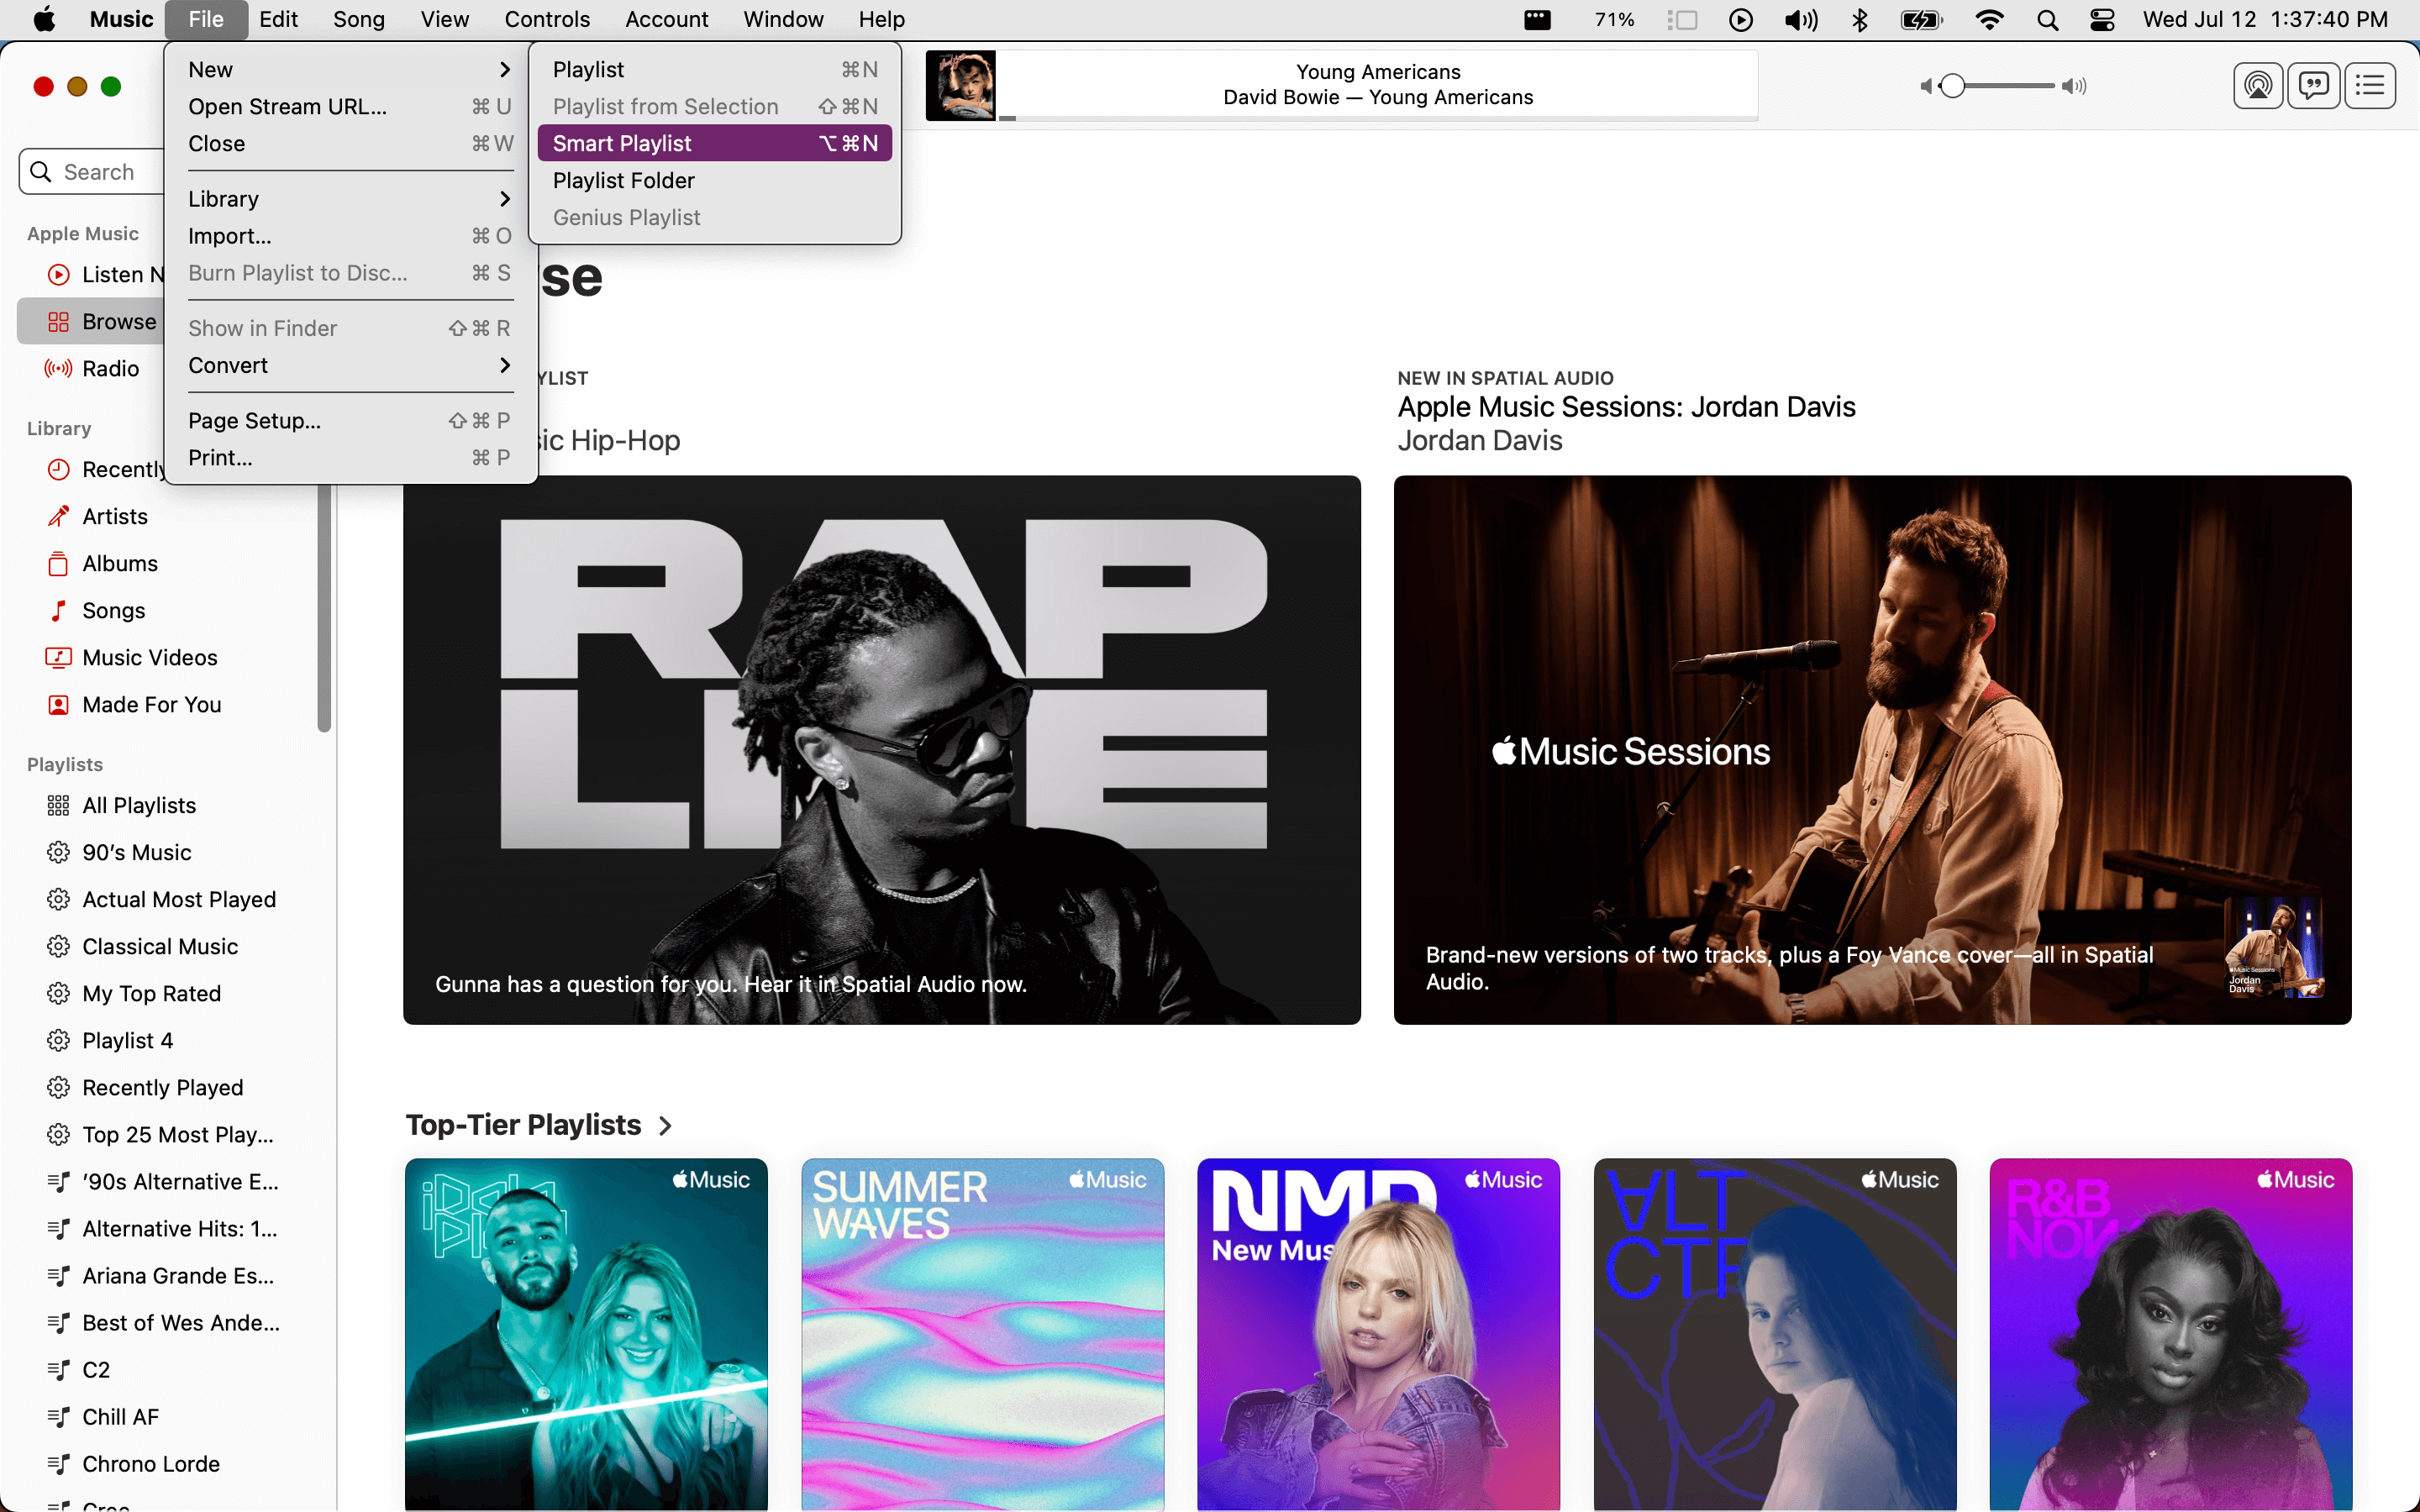 Music File Edit Song View Controls Account Window Help 71% Wed Jul 12 1:37:40 PM
New
Open Stream URL... ⌘ U
Close ⌘ W
Library
Import... ⌘ O
Burn Playlist to Disc... ⌘ S
Show in Finder ⇧ ⌘ R
Convert
Page Setup... ⇧ ⌘ P
Print... ⌘ P
Playlist ⌘N
Playlist from Selection ⇧⌘N
Smart Playlist ⌥⌘N
Playlist Folder
Genius Playlist
Young Americans
David Bowie — Young Americans
Search
Apple Music
Listen N
Browse
Radio
Library
Recently
Artists
Albums
Songs
Music Videos
Made For You
Playlists
All Playlists
90's Music
Actual Most Played
Classical Music
My Top Rated
Playlist 4
Recently Played
Top 25 Most Play...
'90s Alternative E...
Alternative Hits: 1...
Ariana Grande Es...
Best of Wes Ande...
C2
Chill AF
Chrono Lorde
se
YLIST
sic Hip-Hop
RAP
Gunna has a question for you. Hear it in Spatial Audio now.
NEW IN SPATIAL AUDIO
Apple Music Sessions: Jordan Davis
Jordan Davis
Music Sessions
Brand-new versions of two tracks, plus a Foy Vance cover—all in Spatial
Audio.
Music Sessions
Jordan
Davis
Top-Tier Playlists
Music
SUMMER
WAVES
Music
NMD
New Mus
Music
ALT
CTR
Music
R&B
NOW
Music